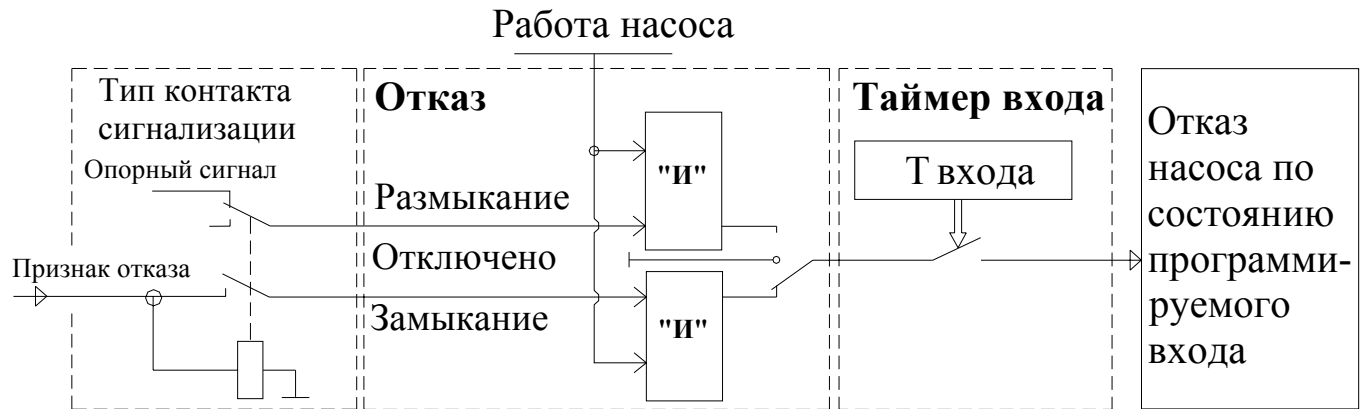 Работа насоса
Тип контакта
сигнализации
Опорный сигнал
Признак отказа
Отказ
Размыкание
Отключено
Замыкание
"И"
"И"
Таймер входа
Т входа
Отказ
насоса по
состоянию
программи-
руемого
входа